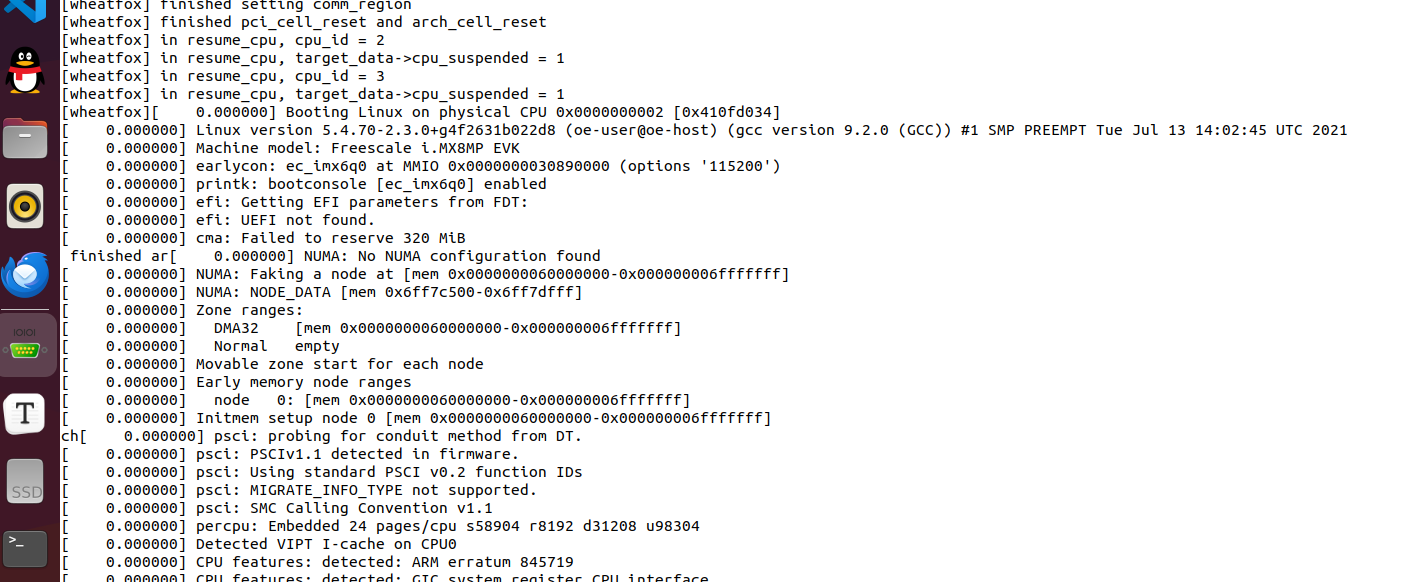 [wheatfox] finished setting comm_region
[wheatfox] finished pci_cell_reset and arch_cell_reset
[wheatfox] in resume_cpu, cpu_id = 2
[wheatfox] in resume_cpu, target_data->cpu_suspended = 1
[wheatfox] in resume_cpu, cpu_id = 3
[wheatfox] in resume_cpu, target_data->cpu_suspended = 1
[wheatfox][    0.000000] Booting Linux on physical CPU 0x0000000002 [0x410fd034]
[    0.000000] Linux version 5.4.70-2.3.0+g4f2631b022d8 (oe-user@oe-host) (gcc version 9.2.0 (GCC)) #1 SMP PREEMPT Tue Jul 13 14:02:45 UTC 2021
[    0.000000] Machine model: Freescale i.MX8MP EVK
[    0.000000] earlycon: ec_imx6q0 at MMIO 0x0000000030890000 (options '115200')
[    0.000000] printk: bootconsole [ec_imx6q0] enabled
[    0.000000] efi: Getting EFI parameters from FDT:
[    0.000000] efi: UEFI not found.
[    0.000000] cma: Failed to reserve 320 MiB
 finished ar[    0.000000] NUMA: No NUMA configuration found
[    0.000000] NUMA: Faking a node at [mem 0x0000000060000000-0x000000006fffffff]
[    0.000000] NUMA: NODE_DATA [mem 0x6ff7c500-0x6ff7dfff]
[    0.000000] Zone ranges:
[    0.000000]   DMA32    [mem 0x0000000060000000-0x000000006fffffff]
[    0.000000]   Normal   empty
[    0.000000] Movable zone start for each node
[    0.000000] Early memory node ranges
[    0.000000]   node   0: [mem 0x0000000060000000-0x000000006fffffff]
[    0.000000] Initmem setup node 0 [mem 0x0000000060000000-0x000000006fffffff]
ch[    0.000000] psci: probing for conduit method from DT.
[    0.000000] psci: PSCIv1.1 detected in firmware.
[    0.000000] psci: Using standard PSCI v0.2 function IDs
[    0.000000] psci: MIGRATE_INFO_TYPE not supported.
[    0.000000] psci: SMC Calling Convention v1.1
[    0.000000] percpu: Embedded 24 pages/cpu s58904 r8192 d31208 u98304
[    0.000000] Detected VIPT I-cache on CPU0
[    0.000000] CPU features: detected: ARM erratum 845719
[    0.000000] CPU features: detected: GIC system register CPU interface
IOIOI
T
SSD
>_